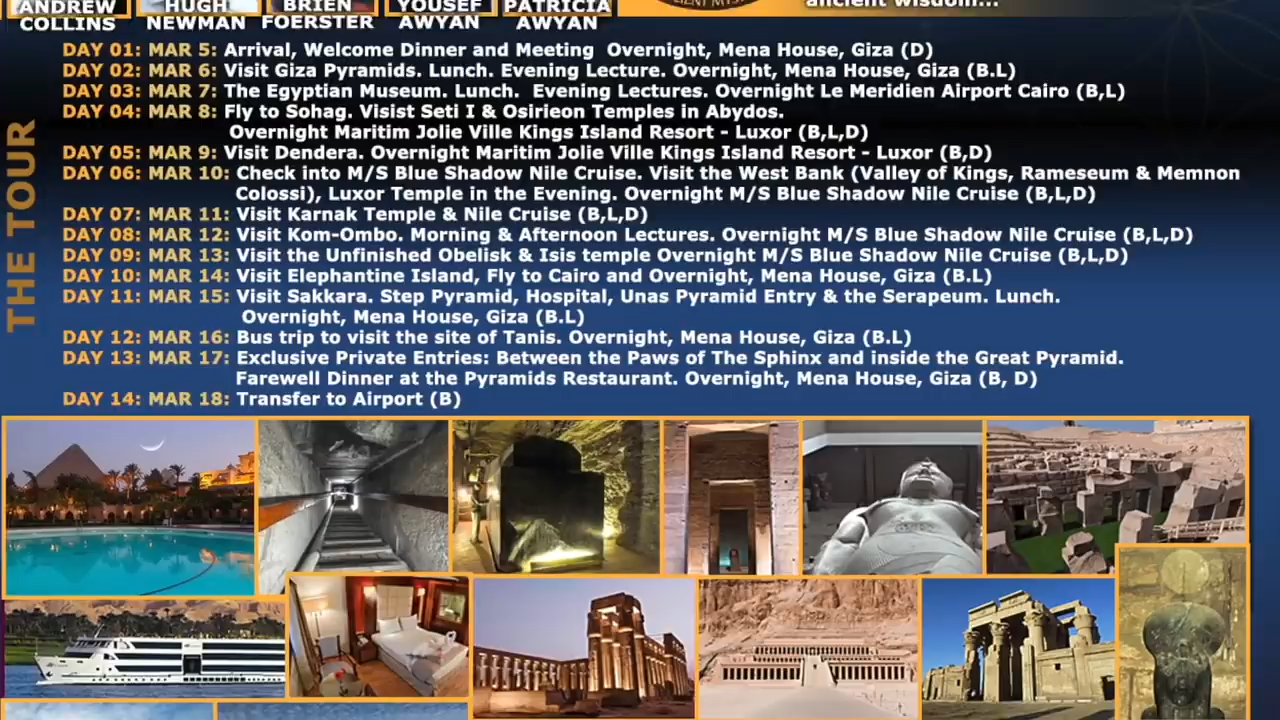 ancient wisdom...
ANDREW
COLLINS
HUGH
NEWMAN
BRIEN
FOERSTER
YOUSEF
AWYAN
PATRICIA
AWYAN
THE TOUR
DAY 01: MAR 5: Arrival, Welcome Dinner and Meeting  Overnight, Mena House, Giza (D)
DAY 02: MAR 6: Visit Giza Pyramids. Lunch. Evening Lecture. Overnight, Mena House, Giza (B.L)
DAY 03: MAR 7: The Egyptian Museum. Lunch.  Evening Lectures. Overnight Le Meridien Airport Cairo (B,L)
DAY 04: MAR 8: Fly to Sohag. Visist Seti I & Osirieon Temples in Abydos.
Overnight Maritim Jolie Ville Kings Island Resort - Luxor (B,L,D)
DAY 05: MAR 9: Visit Dendera. Overnight Maritim Jolie Ville Kings Island Resort - Luxor (B,D)
DAY 06: MAR 10: Check into M/S Blue Shadow Nile Cruise. Visit the West Bank (Valley of Kings, Rameseum & Memnon
Colossi), Luxor Temple in the Evening. Overnight M/S Blue Shadow Nile Cruise (B,L,D)
DAY 07: MAR 11: Visit Karnak Temple & Nile Cruise (B,L,D)
DAY 08: MAR 12: Visit Kom-Ombo. Morning & Afternoon Lectures. Overnight M/S Blue Shadow Nile Cruise (B,L,D)
DAY 09: MAR 13: Visit the Unfinished Obelisk & Isis temple Overnight M/S Blue Shadow Nile Cruise (B,L,D)
DAY 10: MAR 14: Visit Elephantine Island, Fly to Cairo and Overnight, Mena House, Giza (B.L)
DAY 11: MAR 15: Visit Sakkara. Step Pyramid, Hospital, Unas Pyramid Entry & the Serapeum. Lunch.
Overnight, Mena House, Giza (B.L)
DAY 12: MAR 16: Bus trip to visit the site of Tanis. Overnight, Mena House, Giza (B.L)
DAY 13: MAR 17: Exclusive Private Entries: Between the Paws of The Sphinx and inside the Great Pyramid.
Farewell Dinner at the Pyramids Restaurant. Overnight, Mena House, Giza (B, D)
DAY 14: MAR 18: Transfer to Airport (B)